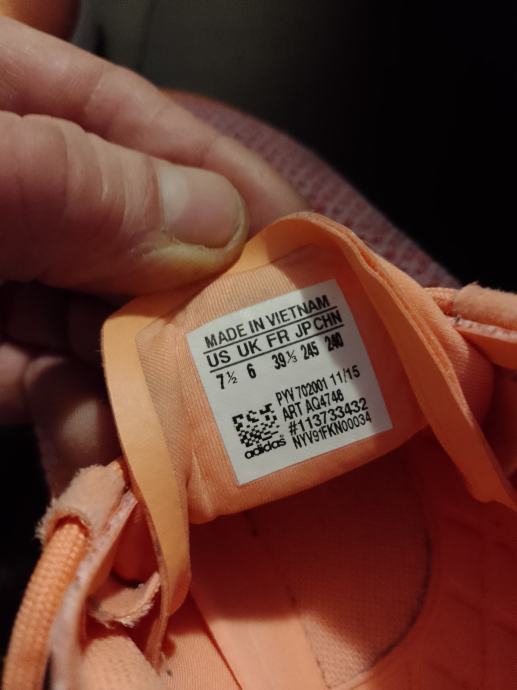 MADE IN VIETNAM
US UK FR JP CHN
7½ 6 39⅓ 245 240
PYV 702001 11/15
ART AQ4746
#113733432
adidas NYV91FKN00034